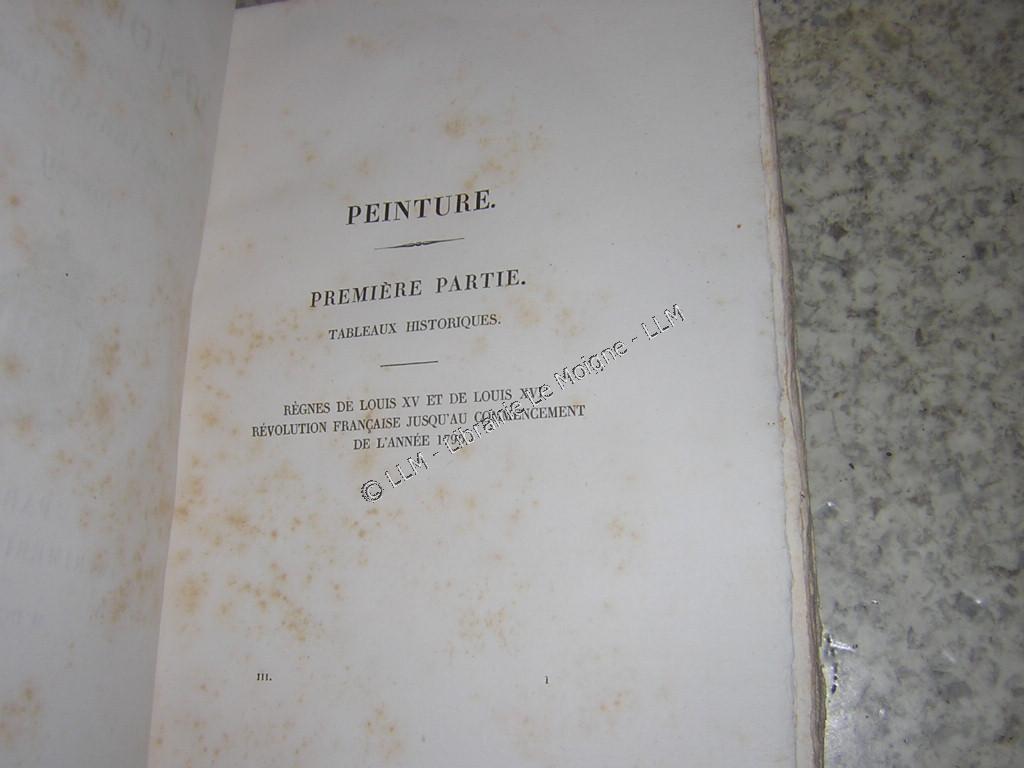 PEINTURE.
PREMIÈRE PARTIE.
TABLEAUX HISTORIQUES.
RÈGNES DE LOUIS XV ET DE LOUIS XVI
RÉVOLUTION FRANÇAISE JUSQU'AU COMMENCEMENT
DE L'ANNÉE
© LLM - Librairie Le Moigne - LLM
III.
1